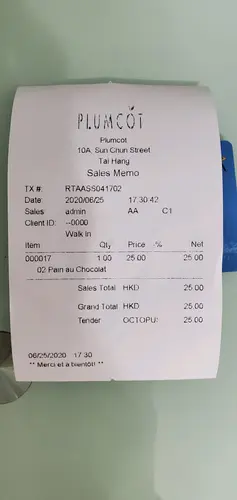 PLUMCOT
Plumcot
10A, Sun Chun Street
Tai Hang
Sales Memo
TX #: RTAASS041702
Date: 2020/06/25 17:30:42
Sales: admin AA C1
Client ID: --0000
Walk In
Item Qty Price % Net
000017 1.00 25.00 25.00
02 Pain au Chocolat
Sales Total HKD 25.00
Grand Total HKD 25.00
Tender OCTOPUS 25.00
06/25/2020 17:30
** Merci et à bientôt! **